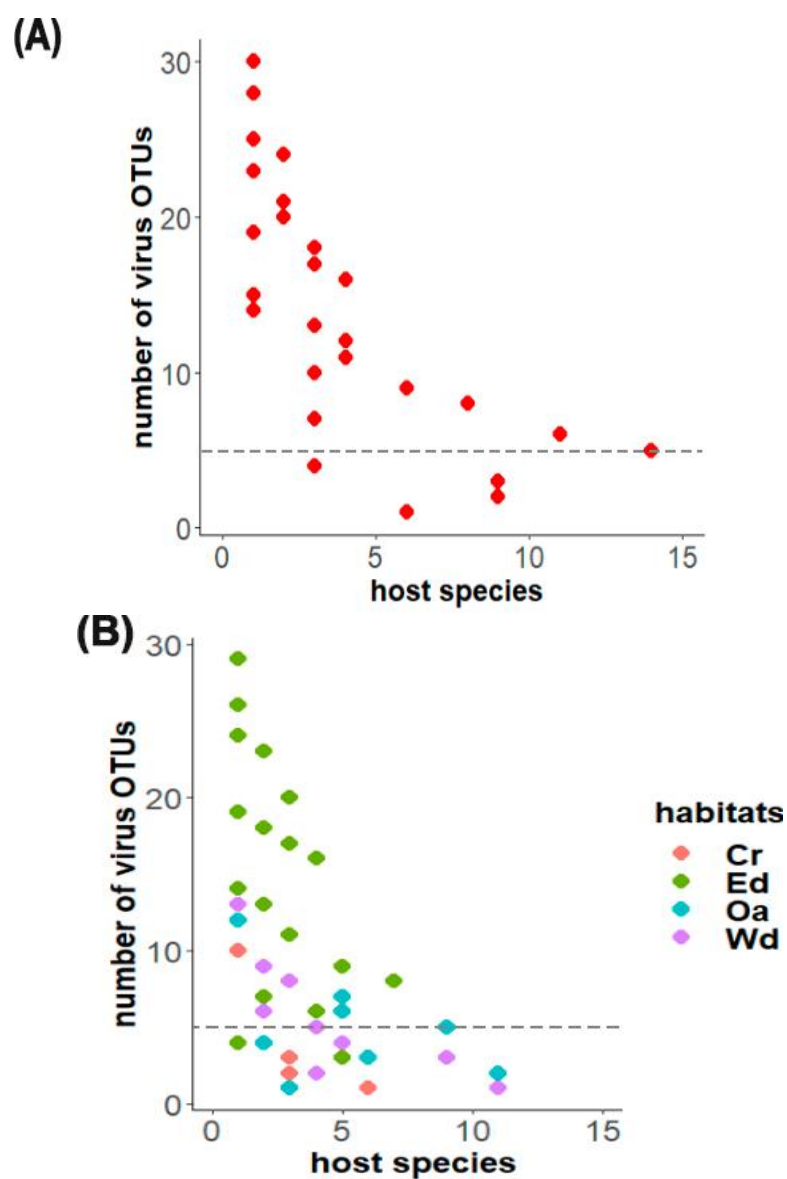 (A)
number of virus OTUs
30
20
10
0
0 5 10 15
host species
(B)
number of virus OTUs
30
20
10
0
0 5 10 15
host species
habitats
Cr
Ed
Oa
Wd